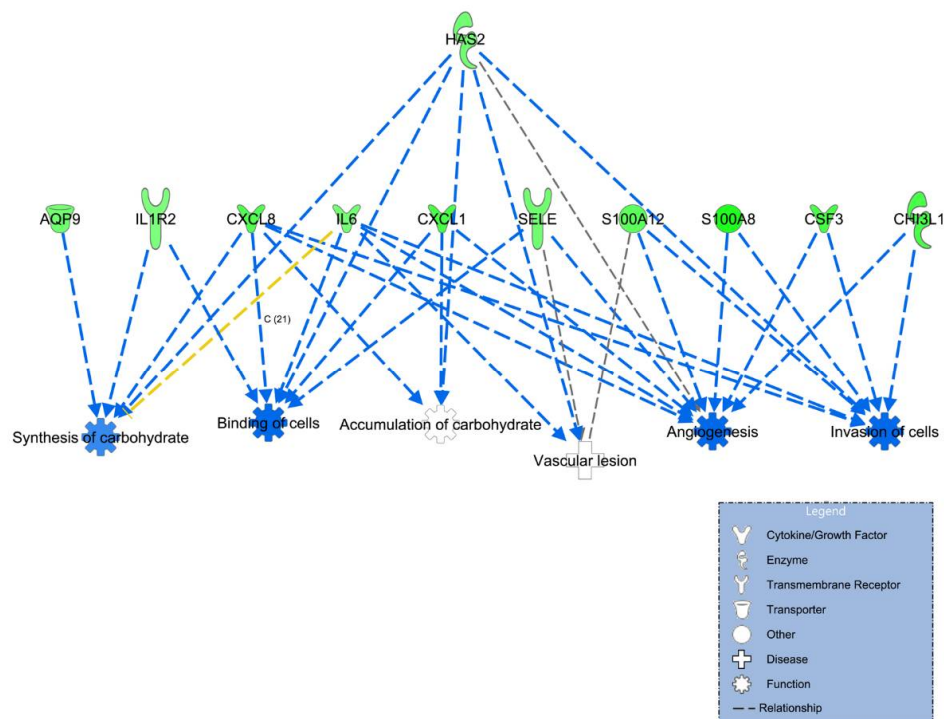 HAS2
AQP9
IL1R2
CXCL8
IL6
CXCL1
SELE
S100A12
S100A8
CSF3
CHI3L1
C (21)
Synthesis of carbohydrate
Binding of cells
Accumulation of carbohydrate
Vascular lesion
Angiogenesis
Invasion of cells
Legend
Cytokine/Growth Factor
Enzyme
Transmembrane Receptor
Transporter
Other
Disease
Function
Relationship